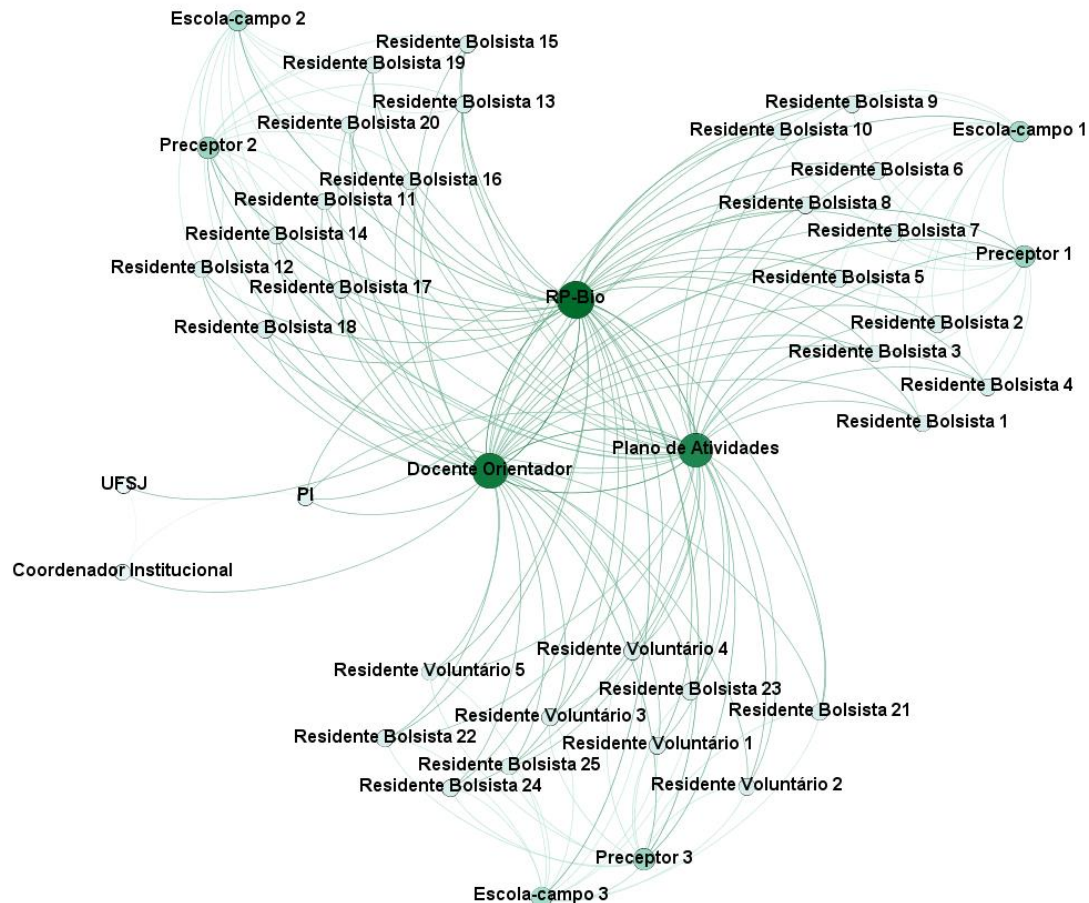 Escola-campo 2
Residente Bolsista 15
Residente Bolsista 19
Residente Bolsista 13
Residente Bolsista 20
Preceptor 2
Residente Bolsista 16
Residente Bolsista 11
Residente Bolsista 14
Residente Bolsista 12
Residente Bolsista 17
Residente Bolsista 18
Residente Bolsista 9
Residente Bolsista 10
Escola-campo 1
Residente Bolsista 6
Residente Bolsista 8
Residente Bolsista 7
Preceptor 1
Residente Bolsista 5
RP-Bio
Residente Bolsista 2
Residente Bolsista 3
Residente Bolsista 4
Residente Bolsista 1
Plano de Atividades
Docente Orientador
UFSJ
PI
Coordenador Institucional
Residente Voluntário 4
Residente Voluntário 5
Residente Bolsista 23
Residente Voluntário 3
Residente Bolsista 21
Residente Bolsista 22
Residente Voluntário 1
Residente Bolsista 25
Residente Bolsista 24
Residente Voluntário 2
Preceptor 3
Escola-campo 3